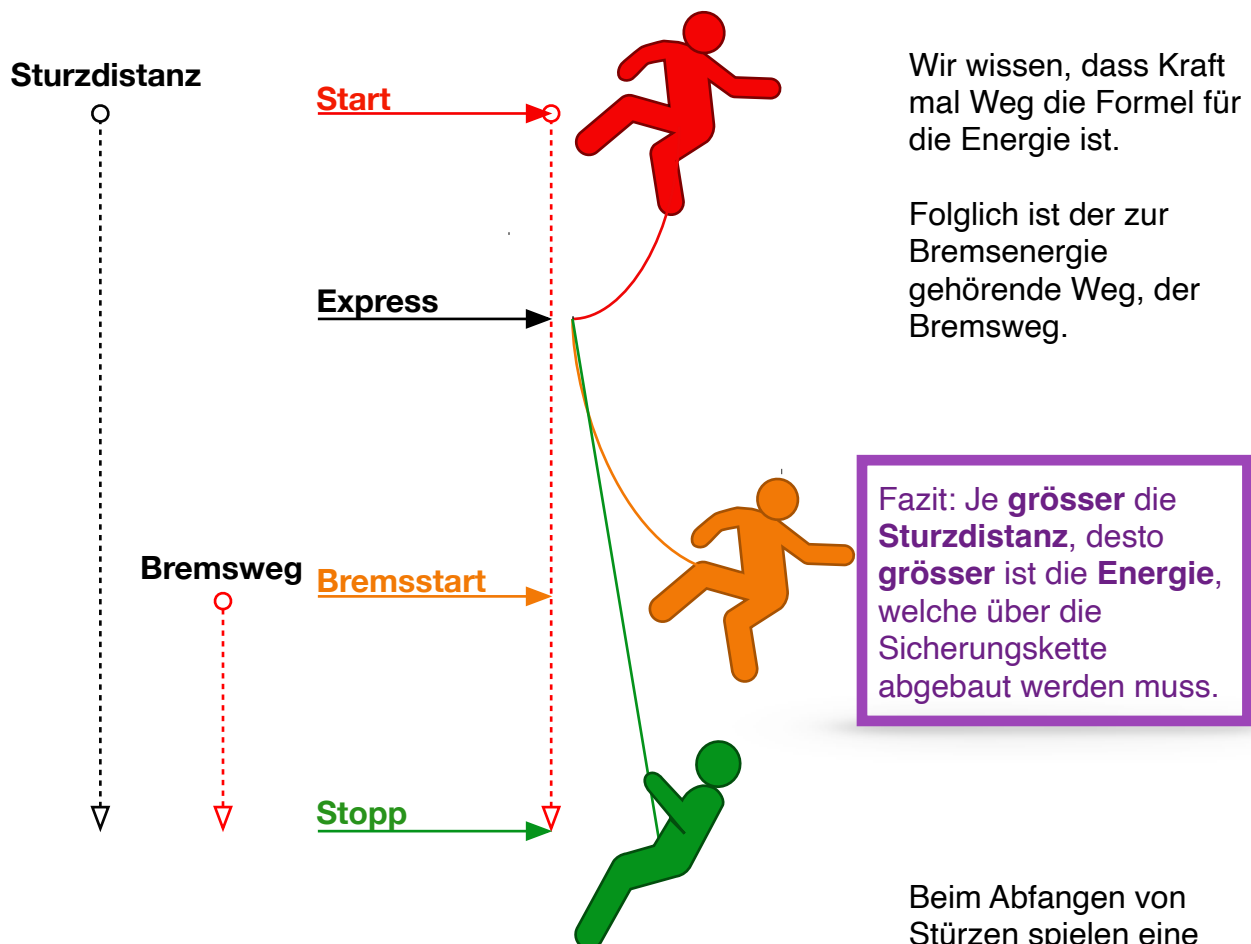 Sturzdistanz
Start
Express
Bremsweg
Bremsstart
Stopp
Wir wissen, dass Kraft
mal Weg die Formel für
die Energie ist.
Folglich ist der zur
Bremsenergie
gehörende Weg, der
Bremsweg.
Fazit: Je grösser die
Sturzdistanz, desto
grösser ist die Energie,
welche über die
Sicherungskette
abgebaut werden muss.
Beim Abfangen von
Stürzen spielen eine